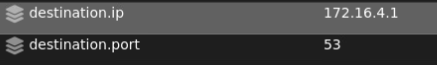 destination.ip 172.16.4.1
destination.port 53